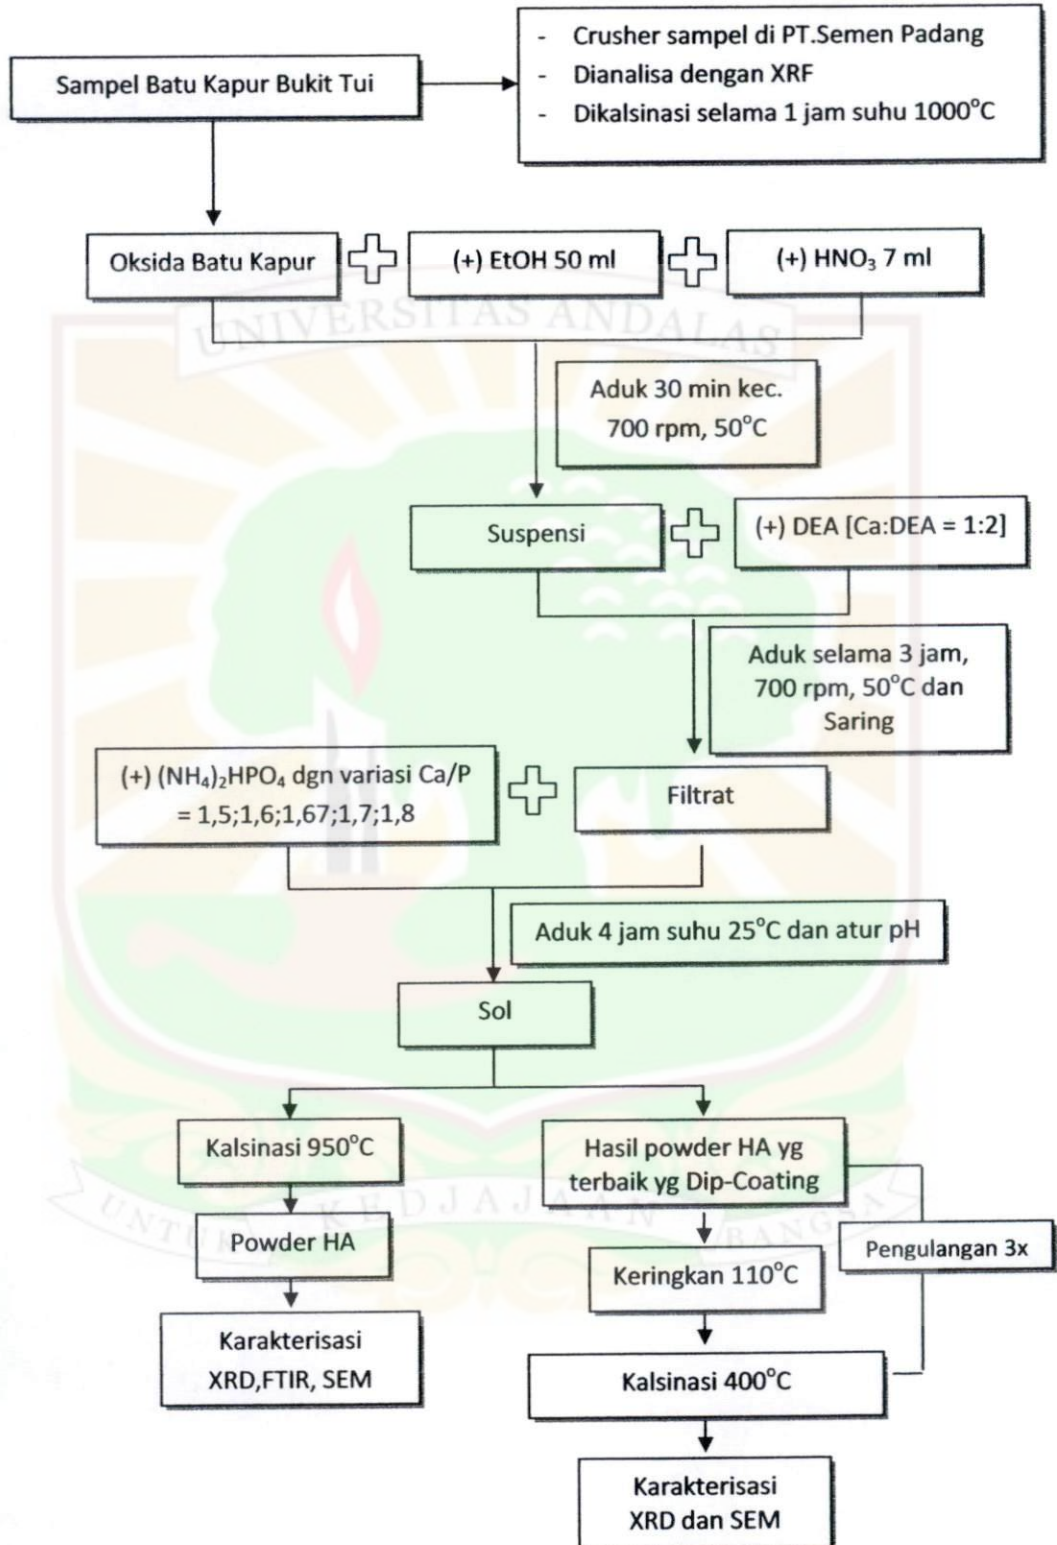 - Crusher sampel di PT.Semen Padang
- Dianalisa dengan XRF
- Dikalsinasi selama 1 jam suhu 1000°C
Sampel Batu Kapur Bukit Tui
Oksida Batu Kapur
(+) EtOH 50 ml
(+) HNO₃ 7 ml
UNIVERSITAS ANDALAS
Aduk 30 min kec.
700 rpm, 50°C
Suspensi
(+) DEA [Ca:DEA = 1:2]
Aduk selama 3 jam,
700 rpm, 50°C dan
Saring
(+) (NH₄)₂HPO₄ dgn variasi Ca/P
= 1,5;1,6;1,67;1,7;1,8
Filtrat
Aduk 4 jam suhu 25°C dan atur pH
Sol
Kalsinasi 950°C
Hasil powder HA yg
terbaik yg Dip-Coating
UNTUK KEDJAJAAN BANGSA
Powder HA
Keringkan 110°C
Pengulangan 3x
Karakterisasi
XRD,FTIR, SEM
Kalsinasi 400°C
Karakterisasi
XRD dan SEM